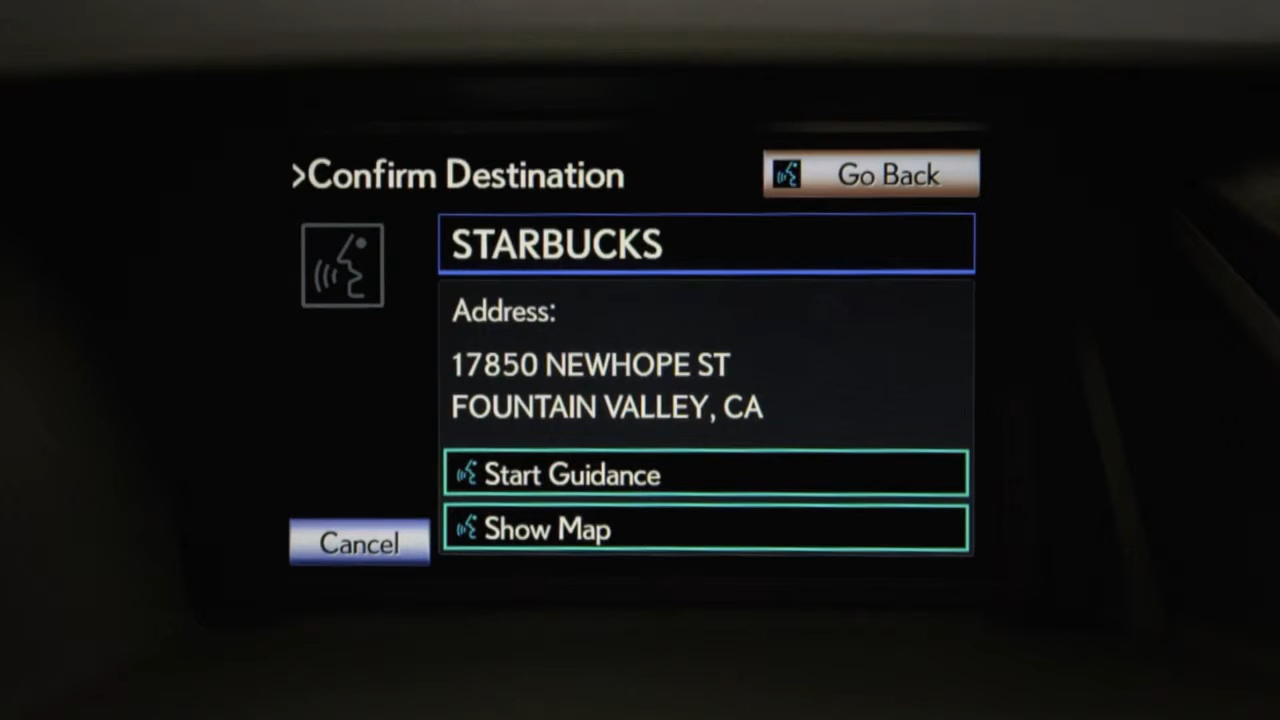 >Confirm Destination
Go Back
STARBUCKS
Address:
17850 NEWHOPE ST
FOUNTAIN VALLEY, CA
Start Guidance
Show Map
Cancel